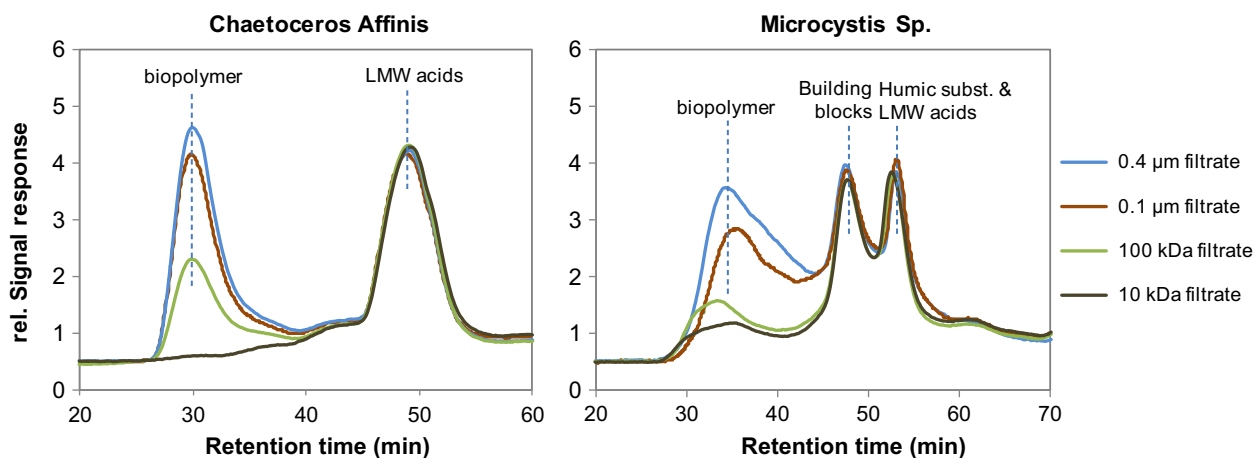 Chaetoceros Affinis
rel. Signal response
6
5
4
3
2
1
0
biopolymer
LMW acids
20
30
40
50
60
Retention time (min)
Microcystis Sp.
6
5
4
3
2
1
0
biopolymer
Building
blocks
Humic subst. &
LMW acids
20
30
40
50
60
70
Retention time (min)
0.4 µm filtrate
0.1 µm filtrate
100 kDa filtrate
10 kDa filtrate